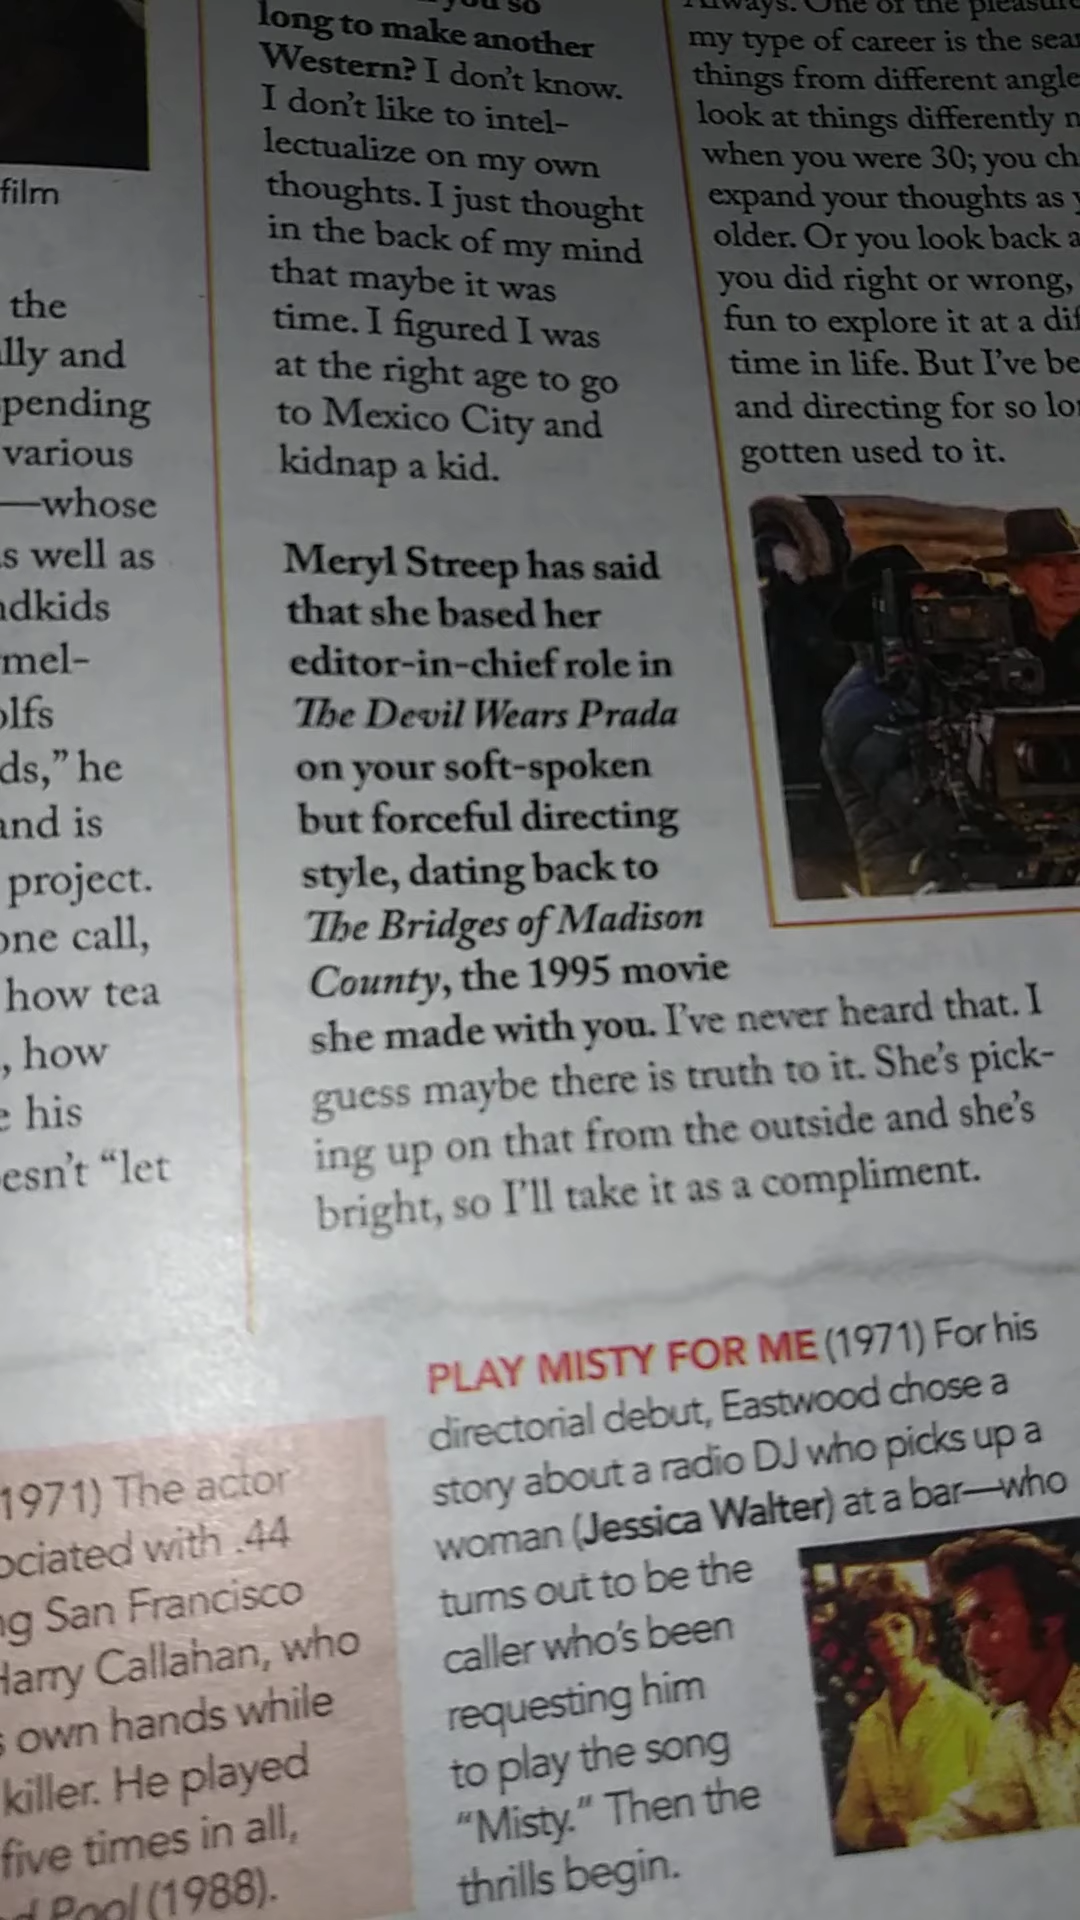 film
the
lly and
pending
various
—whose
s well as
dkids
mel-
olfs
ds,” he
and is
project.
one call,
how tea
, how
his
esn’t “let
so
long to make another
Western? I don’t know.
I don’t like to intel-
lectualize on my own
thoughts. I just thought
in the back of my mind
that maybe it was
time. I figured I was
at the right age to go
to Mexico City and
kidnap a kid.
Meryl Streep has said
that she based her
editor-in-chief role in
The Devil Wears Prada
on your soft-spoken
but forceful directing
style, dating back to
The Bridges of Madison
County, the 1995 movie
she made with you. I’ve never heard that. I
guess maybe there is truth to it. She’s pick-
ing up on that from the outside and she’s
bright, so I’ll take it as a compliment.
Always. One of the pleasure
my type of career is the sear
things from different angle
look at things differently n
when you were 30; you ch
expand your thoughts as y
older. Or you look back a
you did right or wrong,
fun to explore it at a dif
time in life. But I’ve be
and directing for so lon
gotten used to it.
1971) The actor
ociated with .44
ng San Francisco
Harry Callahan, who
s own hands while
killer. He played
five times in all,
d Pool (1988).
PLAY MISTY FOR ME (1971) For his
directorial debut, Eastwood chose a
story about a radio DJ who picks up a
woman (Jessica Walter) at a bar—who
turns out to be the
caller who’s been
requesting him
to play the song
“Misty.” Then the
thrills begin.